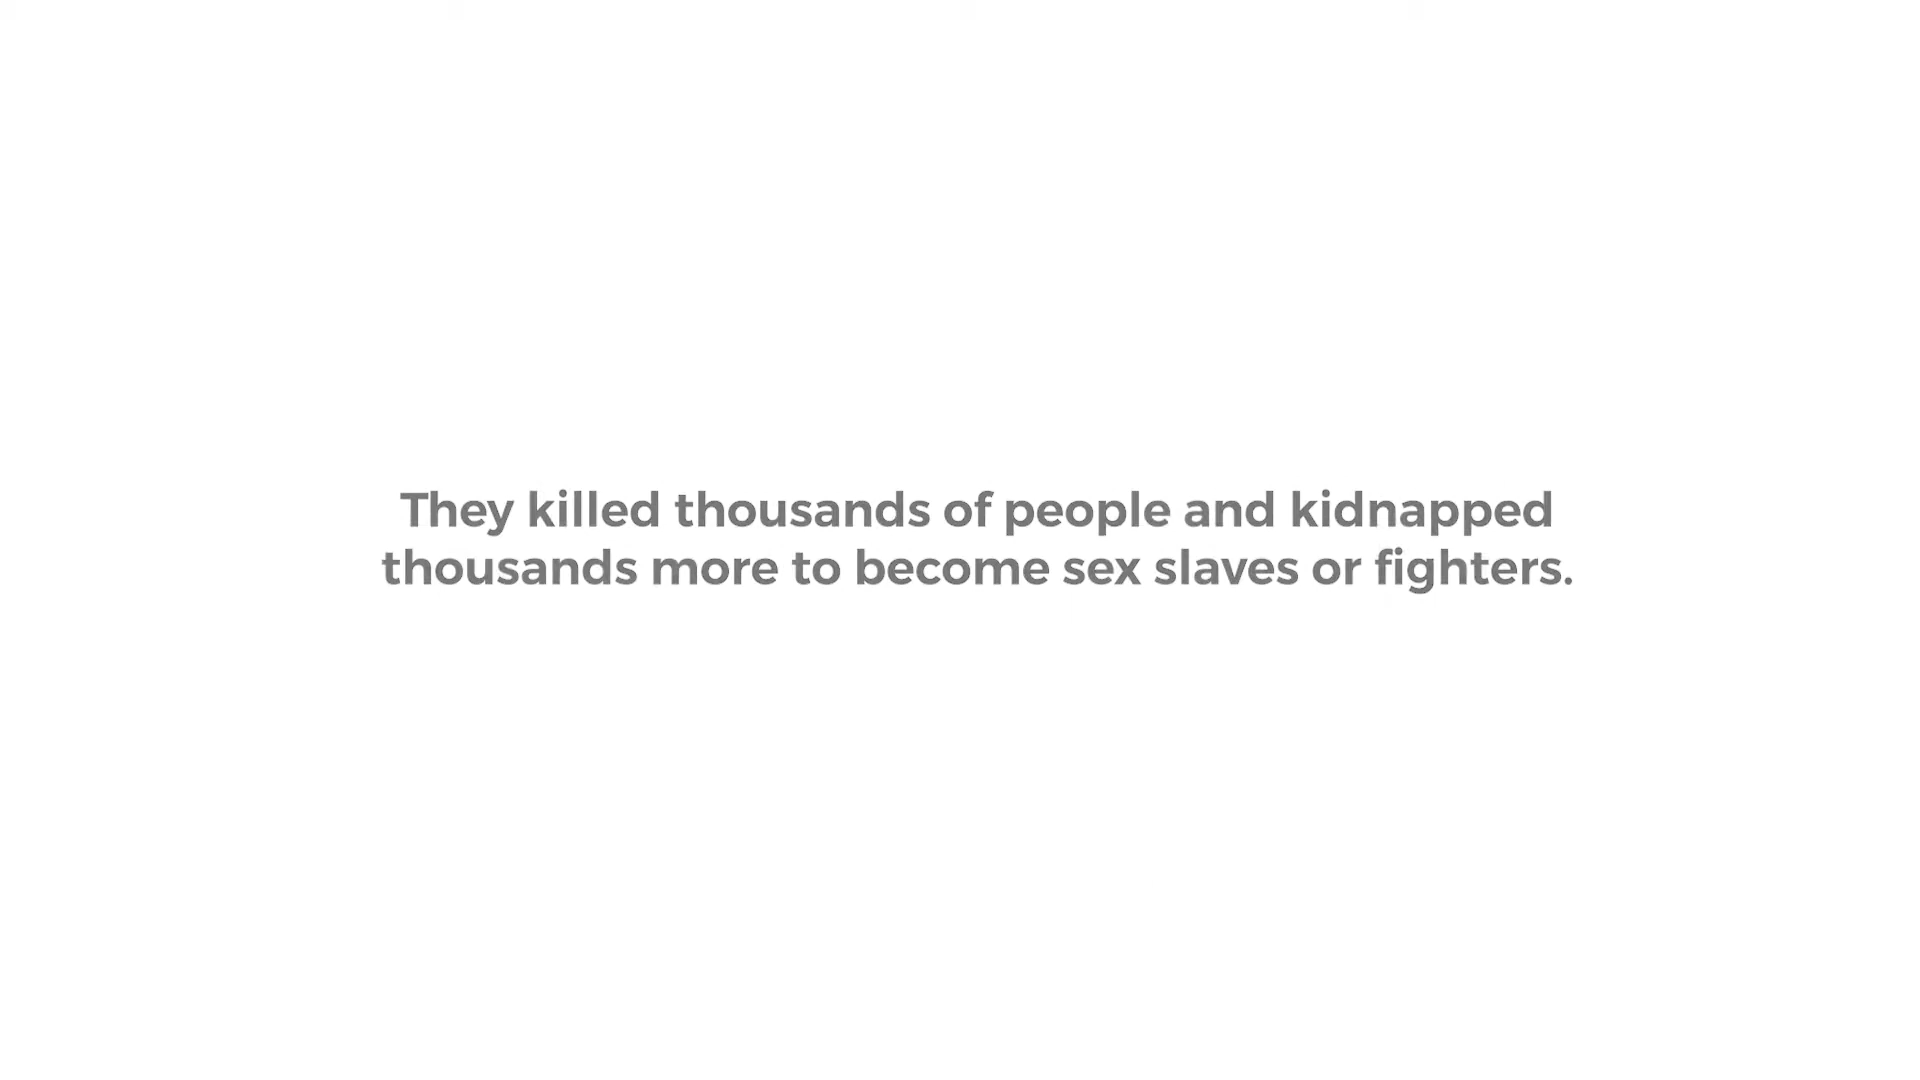 They killed thousands of people and kidnapped
thousands more to become sex slaves or fighters.